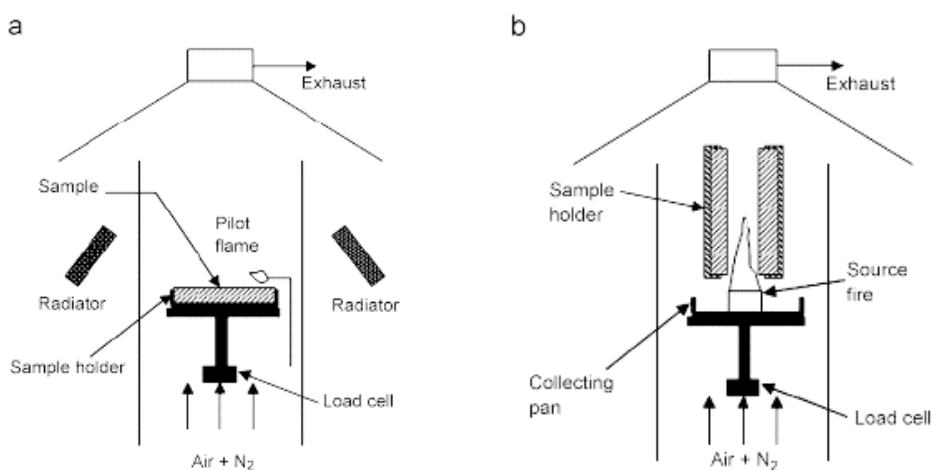 a
Exhaust
Sample
Pilot
flame
Radiator
Radiator
Sample holder
Load cell
Air + N₂
b
Exhaust
Sample
holder
Source
fire
Collecting
pan
Load cell
Air + N₂